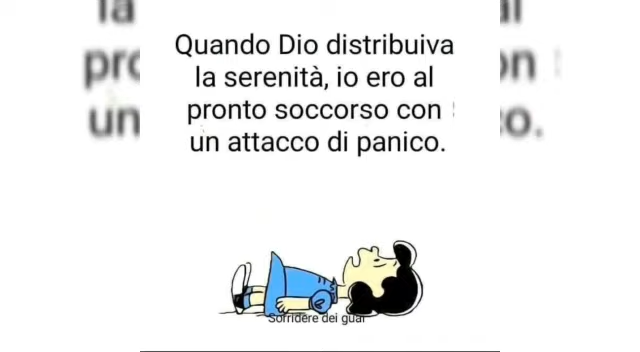 Quando Dio distribuiva
la serenità, io ero al
pronto soccorso con
un attacco di panico.
Sorridere dei guai